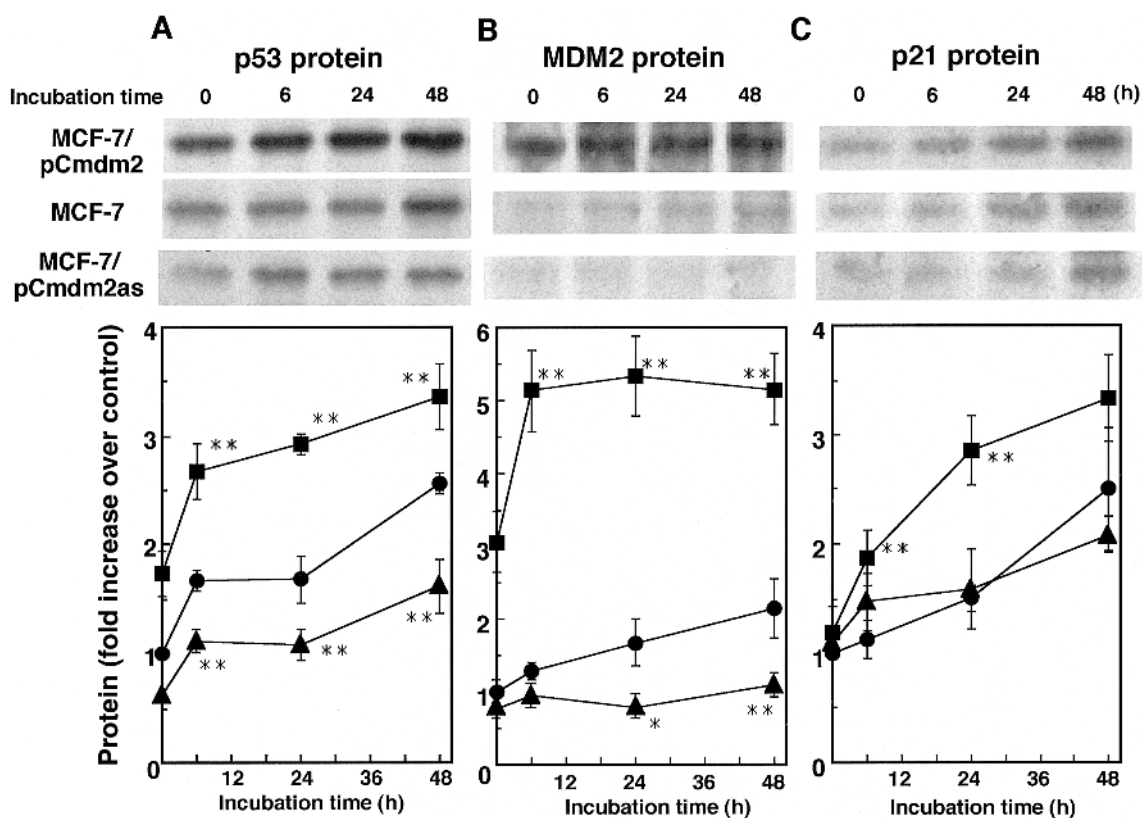 A B C
p53 protein MDM2 protein p21 protein
Incubation time 0 6 24 48 0 6 24 48 0 6 24 48 (h)
MCF-7/
pCmdm2
MCF-7
MCF-7/
pCmdm2as
Protein (fold increase over control)
4
3
2
1
0
6
5
4
3
2
1
0
4
3
2
1
0
** ** **
** ** **
** ** **
* **
** **
0 12 24 36 48 0 12 24 36 48 12 24 36 48
Incubation time (h) Incubation time (h) Incubation time (h)